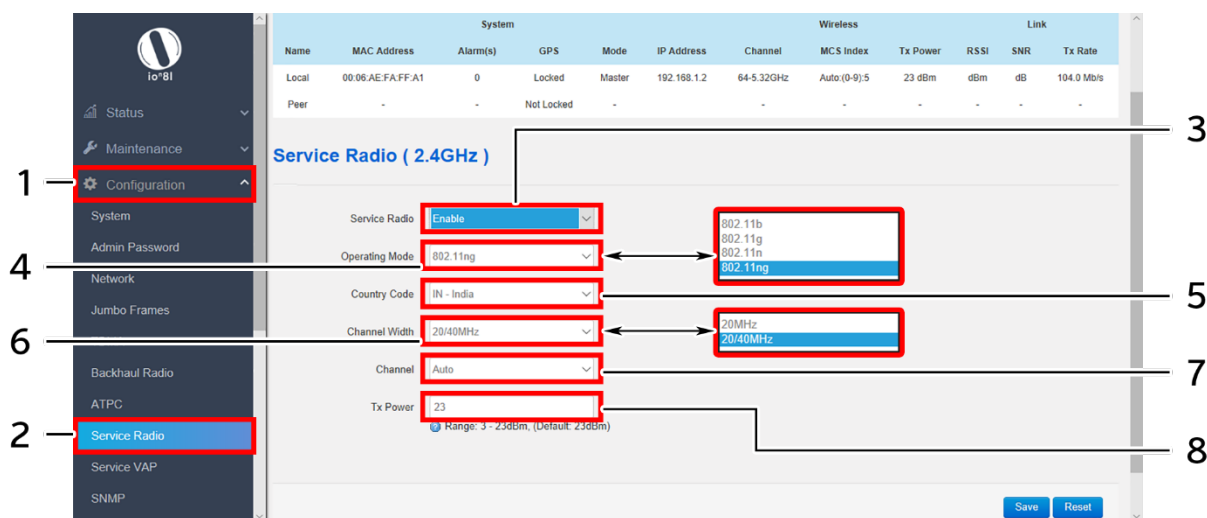 System Wireless Link
Name MAC Address Alarm(s) GPS Mode IP Address Channel MCS Index Tx Power RSSI SNR Tx Rate
Local 00:06:AE:FA:FF:A1 0 Locked Master 192.168.1.2 64-5.32GHz Auto:(0-9):5 23 dBm dBm dB 104.0 Mb/s
Peer - - Not Locked - - - - - - -
io°8l
Status
Maintenance
1 Configuration
System
Admin Password
Network
Jumbo Frames
Backhaul Radio
ATPC
2 Service Radio
Service VAP
SNMP
Service Radio ( 2.4GHz )
3
Service Radio Enable
4 Operating Mode 802.11ng
802.11b
802.11g
802.11n
802.11ng
Country Code IN - India 5
6 Channel Width 20/40MHz
20MHz
20/40MHz
Channel Auto 7
Tx Power 23
Range: 3 - 23dBm, (Default: 23dBm)
8
Save Reset